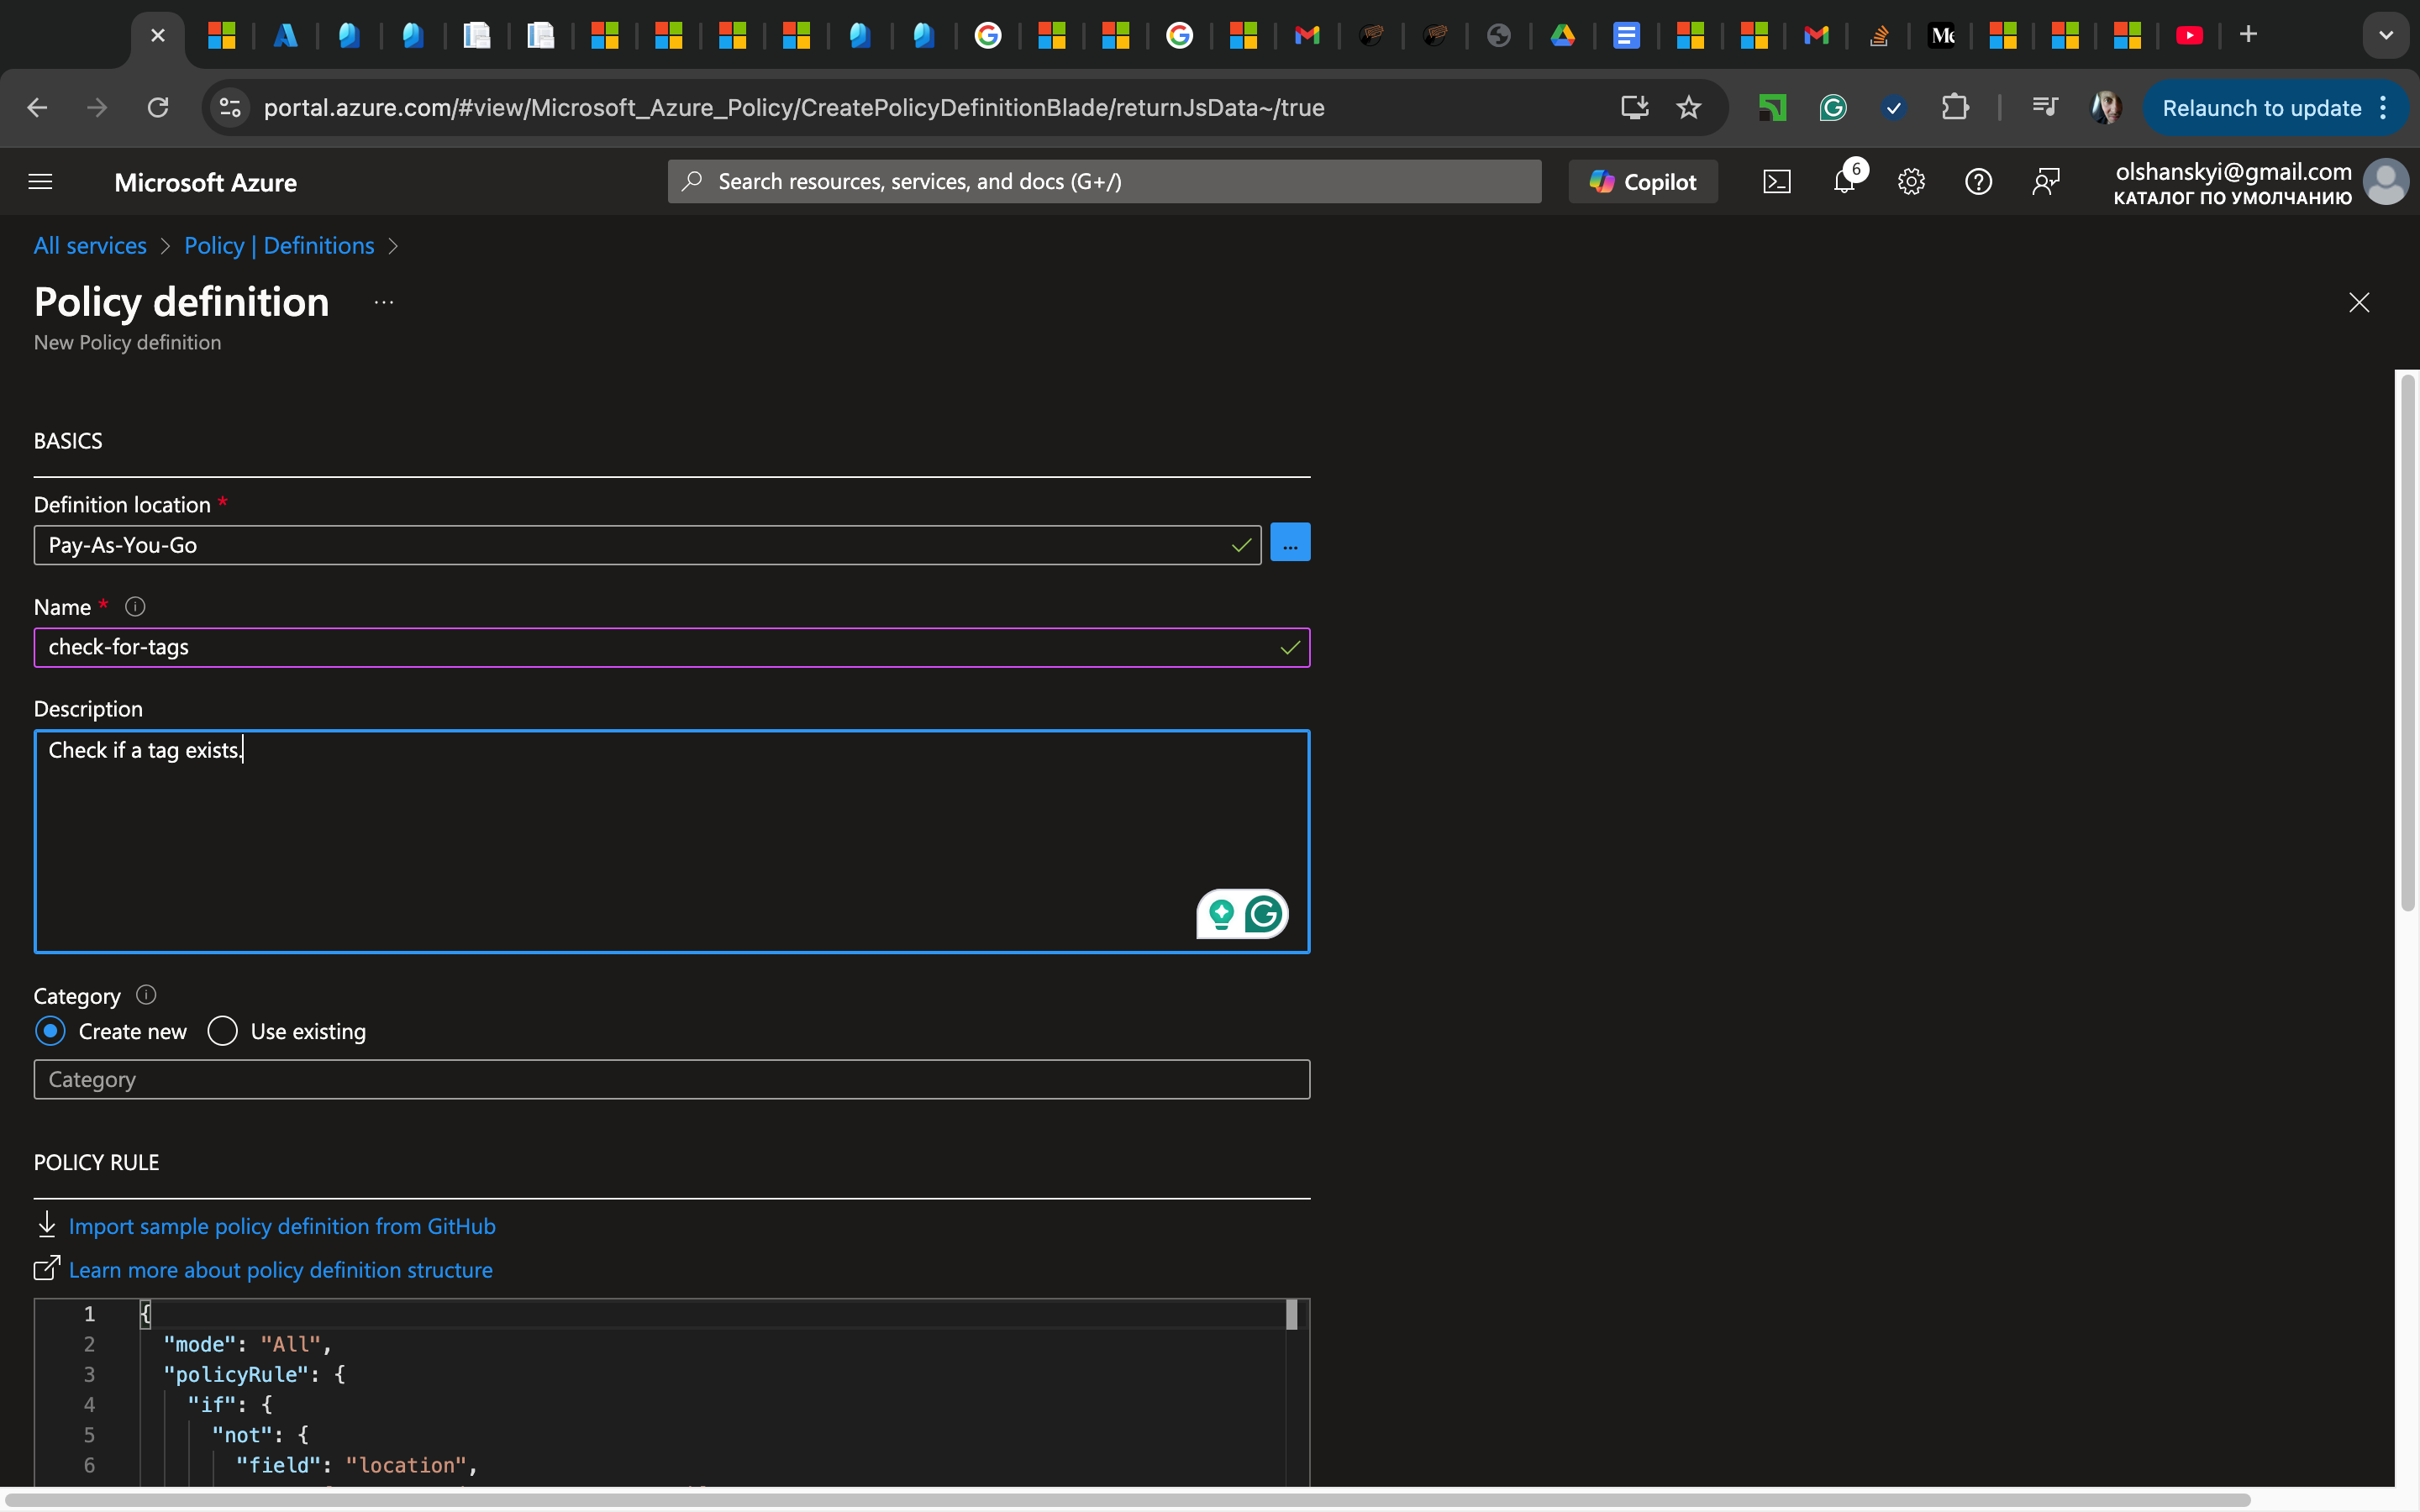 portal.azure.com/#view/Microsoft_Azure_Policy/CreatePolicyDefinitionBlade/returnJsData~/true
Relaunch to update
Microsoft Azure
Search resources, services, and docs (G+/)
Copilot
6
olshanskyi@gmail.com
КАТАЛОГ ПО УМОЛЧАНИЮ
All services > Policy | Definitions >
Policy definition ...
New Policy definition
BASICS
Definition location *
Pay-As-You-Go
...
Name *
check-for-tags
Description
Check if a tag exists.
Category
Create new
Use existing
Category
POLICY RULE
Import sample policy definition from GitHub
Learn more about policy definition structure
1 {
2 "mode": "All",
3 "policyRule": {
4 "if": {
5 "not": {
6 "field": "location",